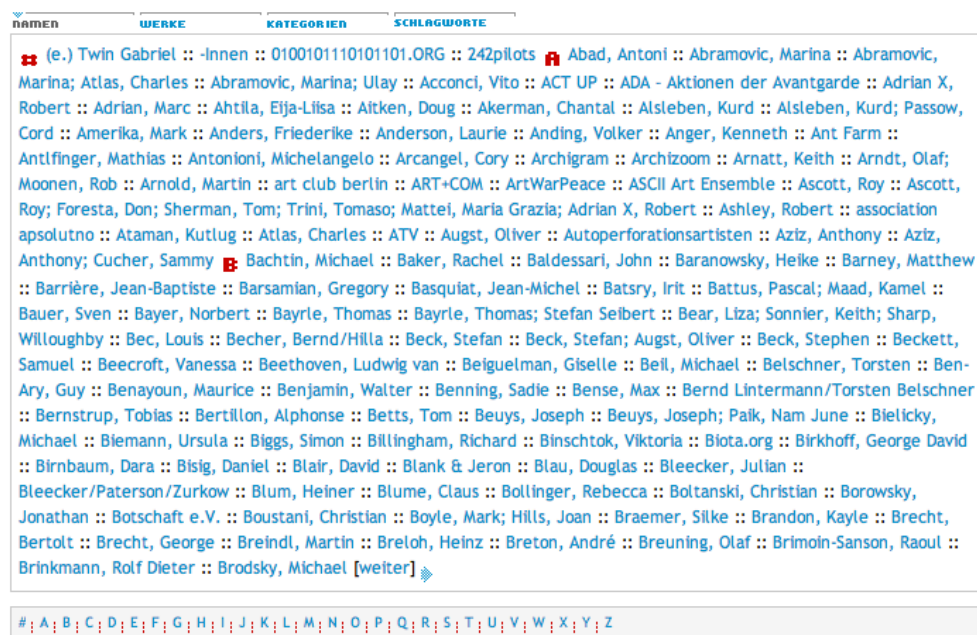 NAMEN WERKE KATEGORIEN SCHLAGWORTE
# (e.) Twin Gabriel :: -Innen :: 0100101110101101.ORG :: 242pilots A Abad, Antoni :: Abramovic, Marina :: Abramovic,
Marina; Atlas, Charles :: Abramovic, Marina; Ulay :: Acconci, Vito :: ACT UP :: ADA - Aktionen der Avantgarde :: Adrian X,
Robert :: Adrian, Marc :: Ahtila, Eija-Liisa :: Aitken, Doug :: Akerman, Chantal :: Alsleben, Kurd :: Alsleben, Kurd; Passow,
Cord :: Amerika, Mark :: Anders, Friederike :: Anderson, Laurie :: Anding, Volker :: Anger, Kenneth :: Ant Farm ::
Antlfinger, Mathias :: Antonioni, Michelangelo :: Arcangel, Cory :: Archigram :: Archizoom :: Arnatt, Keith :: Arndt, Olaf;
Moonen, Rob :: Arnold, Martin :: art club berlin :: ART+COM :: ArtWarPeace :: ASCII Art Ensemble :: Ascott, Roy :: Ascott,
Roy; Foresta, Don; Sherman, Tom; Trini, Tomaso; Mattei, Maria Grazia; Adrian X, Robert :: Ashley, Robert :: association
apsolutno :: Ataman, Kutlug :: Atlas, Charles :: ATV :: Augst, Oliver :: Autoperforationsartisten :: Aziz, Anthony :: Aziz,
Anthony; Cucher, Sammy B Bachtin, Michael :: Baker, Rachel :: Baldessari, John :: Baranowsky, Heike :: Barney, Matthew
:: Barrière, Jean-Baptiste :: Barsamian, Gregory :: Basquiat, Jean-Michel :: Batsry, Irit :: Battus, Pascal; Maad, Kamel ::
Bauer, Sven :: Bayer, Norbert :: Bayrle, Thomas :: Bayrle, Thomas; Stefan Seibert :: Bear, Liza; Sonnier, Keith; Sharp,
Willoughby :: Bec, Louis :: Becher, Bernd/Hilla :: Beck, Stefan :: Beck, Stefan; Augst, Oliver :: Beck, Stephen :: Beckett,
Samuel :: Beecroft, Vanessa :: Beethoven, Ludwig van :: Beiguelman, Giselle :: Beil, Michael :: Belschner, Torsten :: Ben-
Ary, Guy :: Benayoun, Maurice :: Benjamin, Walter :: Benning, Sadie :: Bense, Max :: Bernd Lintermann/Torsten Belschner
:: Bernstrup, Tobias :: Bertillon, Alphonse :: Betts, Tom :: Beuys, Joseph :: Beuys, Joseph; Paik, Nam June :: Bielicky,
Michael :: Biemann, Ursula :: Biggs, Simon :: Billingham, Richard :: Binschtok, Viktoria :: Biota.org :: Birkhoff, George David
:: Birnbaum, Dara :: Bisig, Daniel :: Blair, David :: Blank & Jeron :: Blau, Douglas :: Bleecker, Julian ::
Bleecker/Paterson/Zurkow :: Blum, Heiner :: Blume, Claus :: Bollinger, Rebecca :: Boltanski, Christian :: Borowsky,
Jonathan :: Botschaft e.V. :: Boustani, Christian :: Boyle, Mark; Hills, Joan :: Braemer, Silke :: Brandon, Kayle :: Brecht,
Bertolt :: Brecht, George :: Breindl, Martin :: Breloh, Heinz :: Breton, André :: Breuning, Olaf :: Brimoin-Sanson, Raoul ::
Brinkmann, Rolf Dieter :: Brodsky, Michael [weiter]
# ¦ A ¦ B ¦ C ¦ D ¦ E ¦ F ¦ G ¦ H ¦ I ¦ J ¦ K ¦ L ¦ M ¦ N ¦ O ¦ P ¦ Q ¦ R ¦ S ¦ T ¦ U ¦ V ¦ W ¦ X ¦ Y ¦ Z